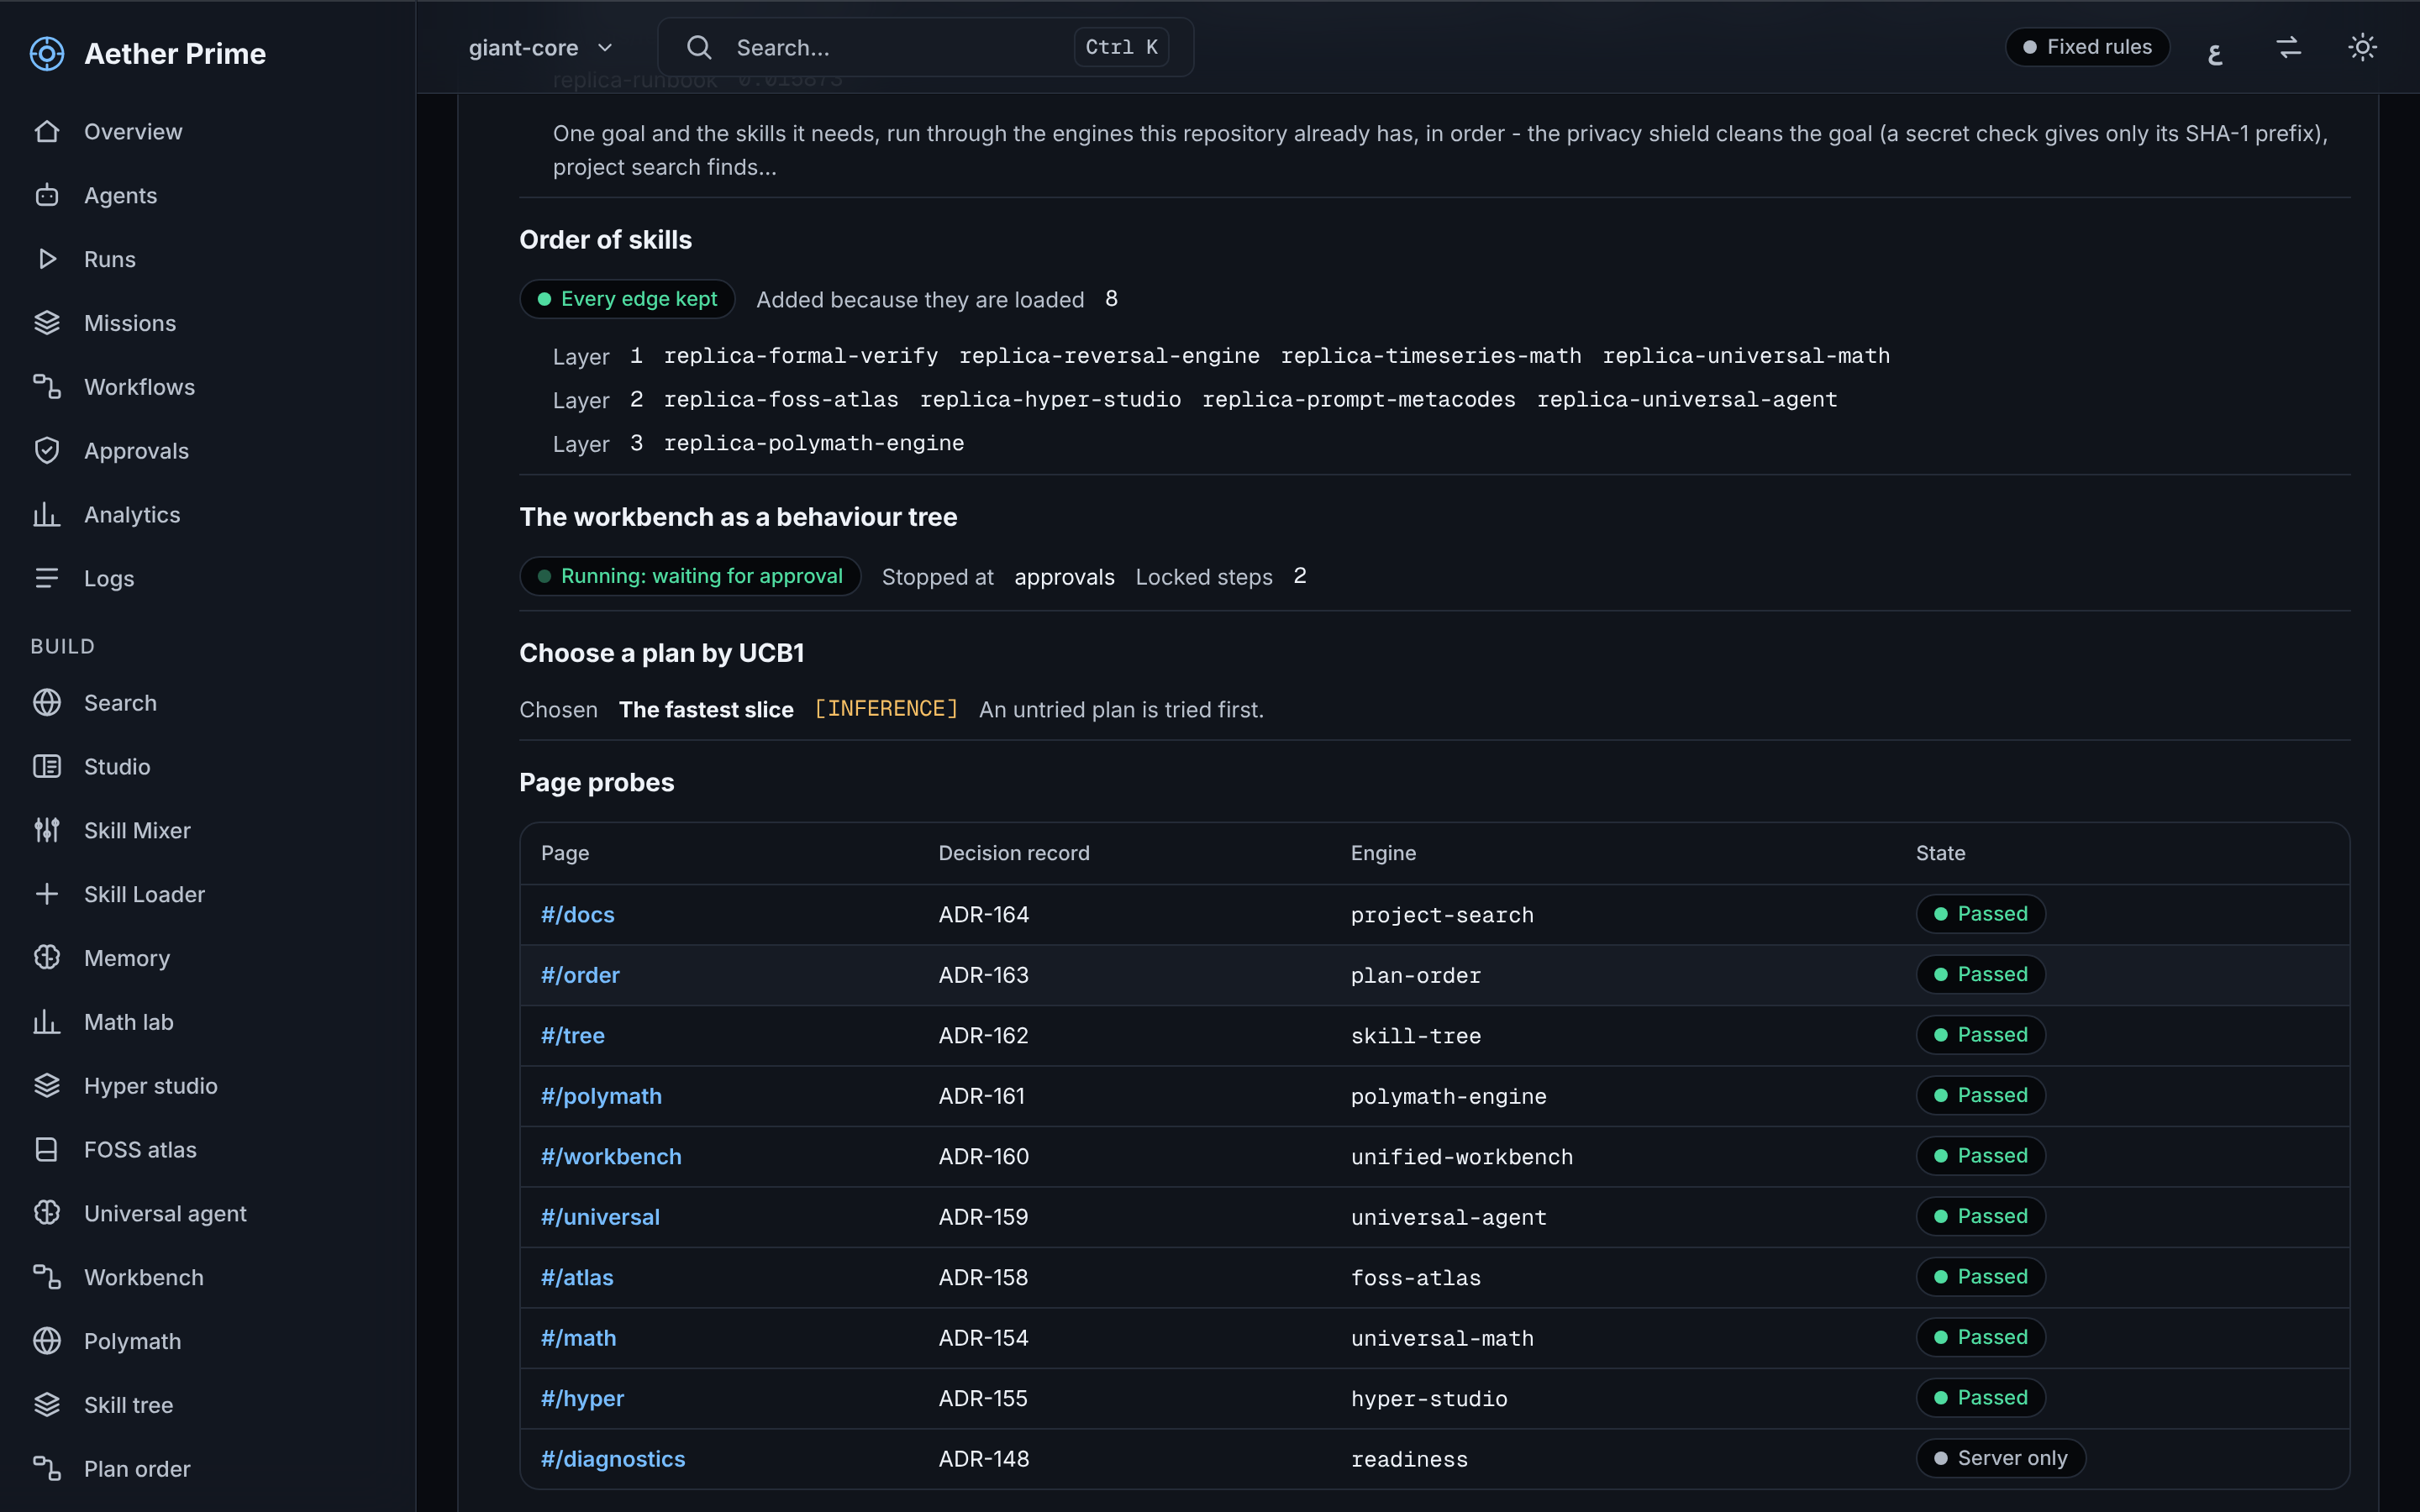 Aether Prime
giant-core
Search...
Ctrl K
Fixed rules
ع
Overview
Agents
Runs
Missions
Workflows
Approvals
Analytics
Logs
BUILD
Search
Studio
Skill Mixer
Skill Loader
Memory
Math lab
Hyper studio
FOSS atlas
Universal agent
Workbench
Polymath
Skill tree
Plan order
replica-runbook 0.015873
One goal and the skills it needs, run through the engines this repository already has, in order - the privacy shield cleans the goal (a secret check gives only its SHA-1 prefix),
project search finds...
Order of skills
Every edge kept Added because they are loaded 8
Layer 1 replica-formal-verify replica-reversal-engine replica-timeseries-math replica-universal-math
Layer 2 replica-foss-atlas replica-hyper-studio replica-prompt-metacodes replica-universal-agent
Layer 3 replica-polymath-engine
The workbench as a behaviour tree
Running: waiting for approval Stopped at approvals Locked steps 2
Choose a plan by UCB1
Chosen The fastest slice [INFERENCE] An untried plan is tried first.
Page probes
Page Decision record Engine State
#/docs ADR-164 project-search Passed
#/order ADR-163 plan-order Passed
#/tree ADR-162 skill-tree Passed
#/polymath ADR-161 polymath-engine Passed
#/workbench ADR-160 unified-workbench Passed
#/universal ADR-159 universal-agent Passed
#/atlas ADR-158 foss-atlas Passed
#/math ADR-154 universal-math Passed
#/hyper ADR-155 hyper-studio Passed
#/diagnostics ADR-148 readiness Server only